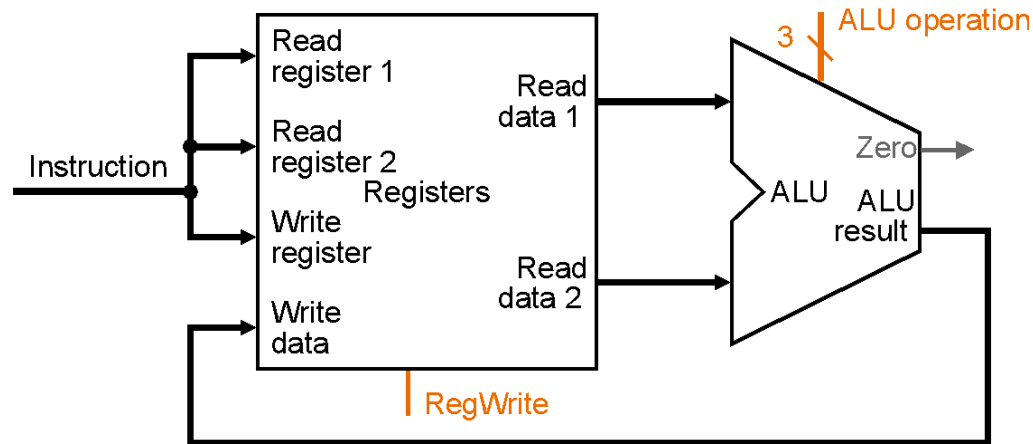 ALU operation
3
Read
register 1
Read
data 1
Read
register 2
Instruction
Registers
Zero
ALU
ALU
result
Write
register
Read
data 2
Write
data
RegWrite